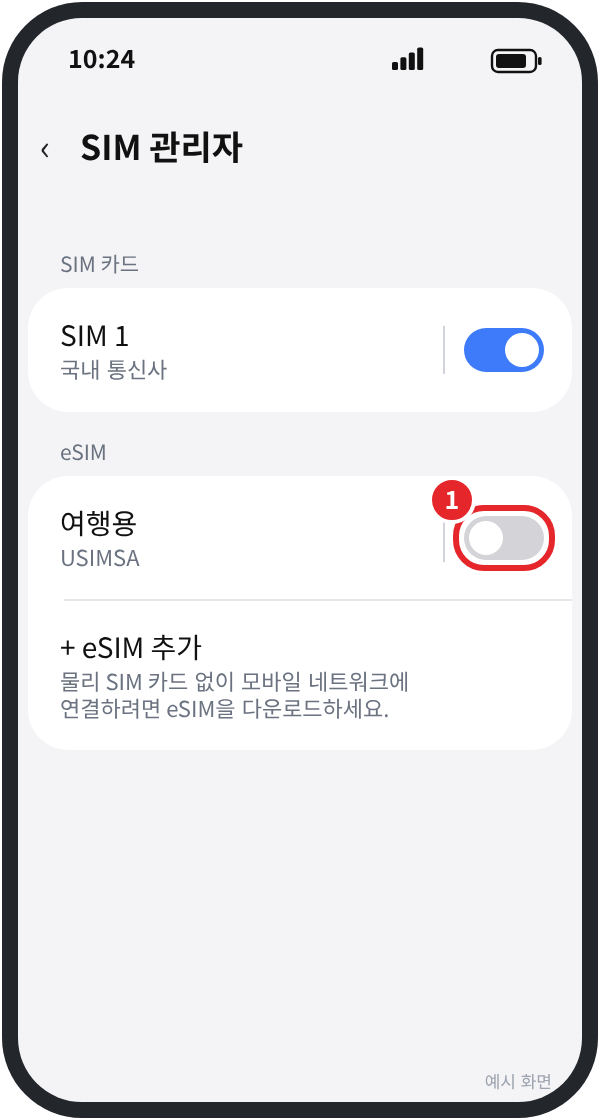 10:24
‹ SIM 관리자
SIM 카드
SIM 1
국내 통신사
eSIM
1
여행용
USIMSA
+ eSIM 추가
물리 SIM 카드 없이 모바일 네트워크에
연결하려면 eSIM을 다운로드하세요.
예시 화면